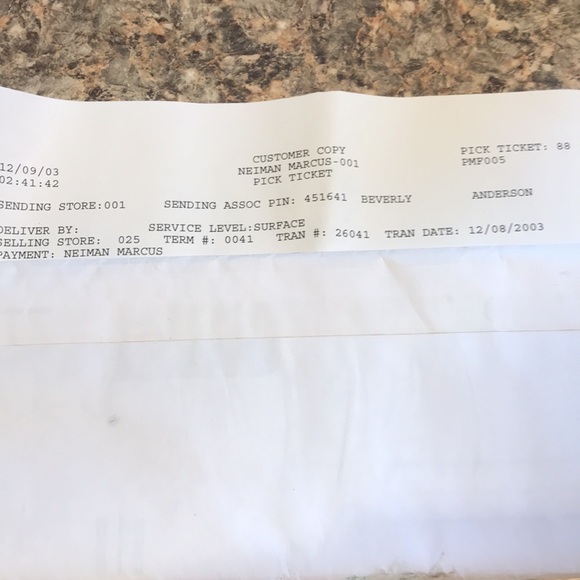 CUSTOMER COPY PICK TICKET: 88
12/09/03 NEIMAN MARCUS-001 PMF005
02:41:42 PICK TICKET
SENDING STORE:001 SENDING ASSOC PIN: 451641 BEVERLY ANDERSON
DELIVER BY: SERVICE LEVEL:SURFACE
SELLING STORE: 025 TERM #: 0041 TRAN #: 26041 TRAN DATE: 12/08/2003
PAYMENT: NEIMAN MARCUS